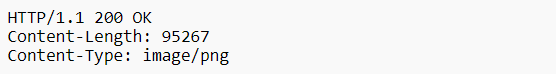 HTTP/1.1 200 OK
Content-Length: 95267
Content-Type: image/png